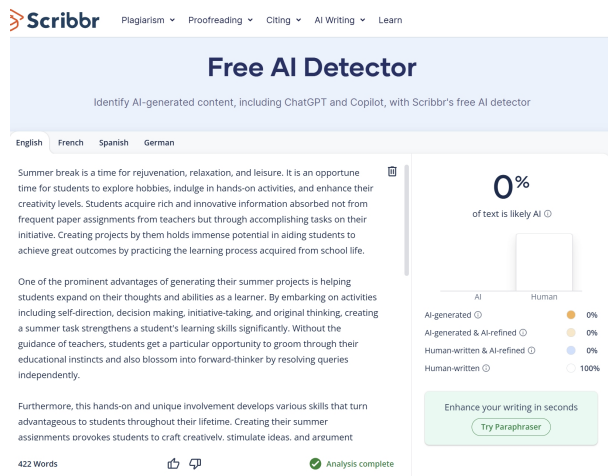 Scribbr
Plagiarism Proofreading Citing AI Writing Learn
Free AI Detector
Identify AI-generated content, including ChatGPT and Copilot, with Scribbr's free AI detector
English French Spanish German
Summer break is a time for rejuvenation, relaxation, and leisure. It is an opportune
time for students to explore hobbies, indulge in hands-on activities, and enhance their
creativity levels. Students acquire rich and innovative information absorbed not from
frequent paper assignments from teachers but through accomplishing tasks on their
initiative. Creating projects by them holds immense potential in aiding students to
achieve great outcomes by practicing the learning process acquired from school life.
One of the prominent advantages of generating their summer projects is helping
students expand on their thoughts and abilities as a learner. By embarking on activities
including self-direction, decision making, initiative-taking, and original thinking, creating
a summer task strengthens a student's learning skills significantly. Without the
guidance of teachers, students get a particular opportunity to groom through their
educational instincts and also blossom into forward-thinker by resolving queries
independently.
Furthermore, this hands-on and unique involvement develops various skills that turn
advantageous to students throughout their lifetime. Creating their summer
assignments provokes students to craft creatively, stimulate ideas, and argument
422 Words
Analysis complete
0%
of text is likely AI
AI Human
AI-generated 0%
AI-generated & AI-refined 0%
Human-written & AI-refined 0%
Human-written 100%
Enhance your writing in seconds
Try Paraphraser